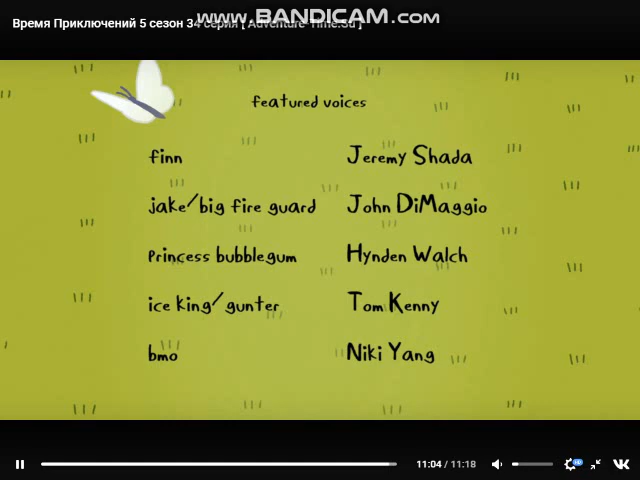 www.BANDICAM.com
Время Приключений 5 сезон 34 серия [ Adventure Time.Sd ]
featured voices
finn Jeremy Shada
jake/big fire guard John DiMaggio
Princess bubblegum Hynden Walch
ice king/gunter Tom Kenny
bmo Niki Yang
11:04 / 11:18 HD